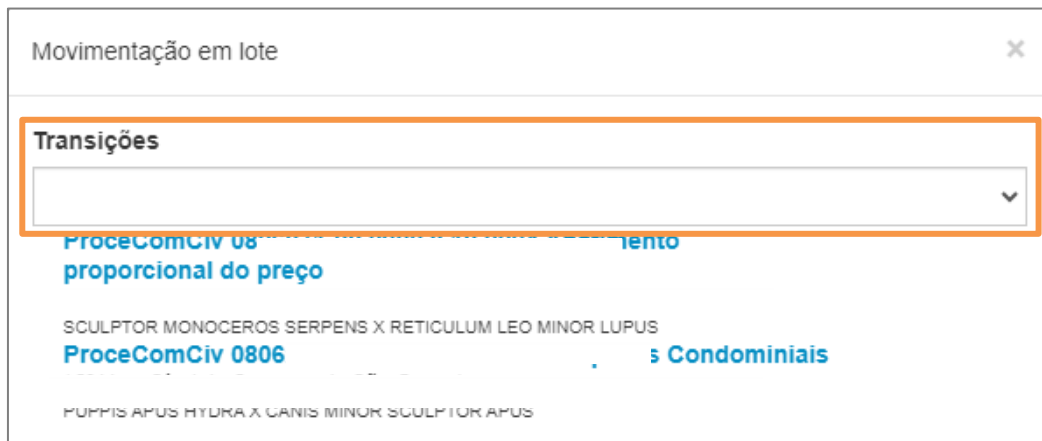 Movimentação em lote ×
Transições
ProceComCiv 08
proporcional do preço
SCULPTOR MONOCEROS SERPENS X RETICULUM LEO MINOR LUPUS
ProceComCiv 0806 s Condominiais
PUPPIS APUS HYDRA X CANIS MINOR SCULPTOR APUS